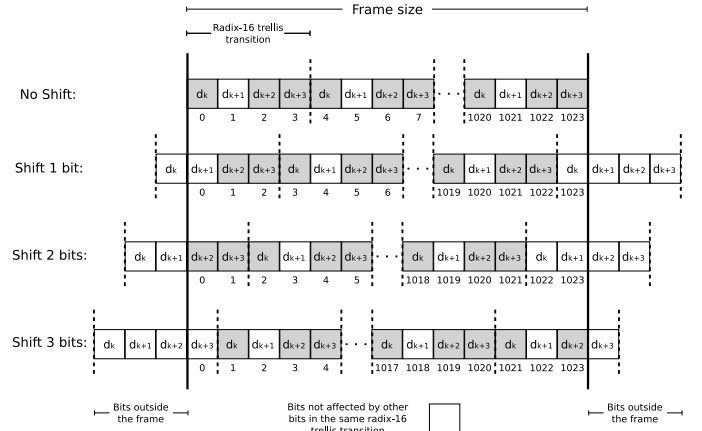 Frame size
Radix-16 trellis
transition
No Shift:
dk dk+1 dk+2 dk+3 dk dk+1 dk+2 dk+3 · · · dk dk+1 dk+2 dk+3
0 1 2 3 4 5 6 7 1020 1021 1022 1023
Shift 1 bit:
dk dk+1 dk+2 dk+3 dk dk+1 dk+2 dk+3 · · · dk dk+1 dk+2 dk+3 dk dk+1 dk+2 dk+3
0 1 2 3 4 5 6 1019 1020 1021 1022 1023
Shift 2 bits:
dk dk+1 dk+2 dk+3 dk dk+1 dk+2 dk+3 · · · dk dk+1 dk+2 dk+3 dk dk+1 dk+2 dk+3
0 1 2 3 4 5 1018 1019 1020 1021 1022 1023
Shift 3 bits:
dk dk+1 dk+2 dk+3 dk dk+1 dk+2 dk+3 · · · dk dk+1 dk+2 dk+3 dk dk+1 dk+2 dk+3
0 1 2 3 4 1017 1018 1019 1020 1021 1022 1023
Bits outside
the frame
Bits not affected by other
bits in the same radix-16
trellis transition
Bits outside
the frame